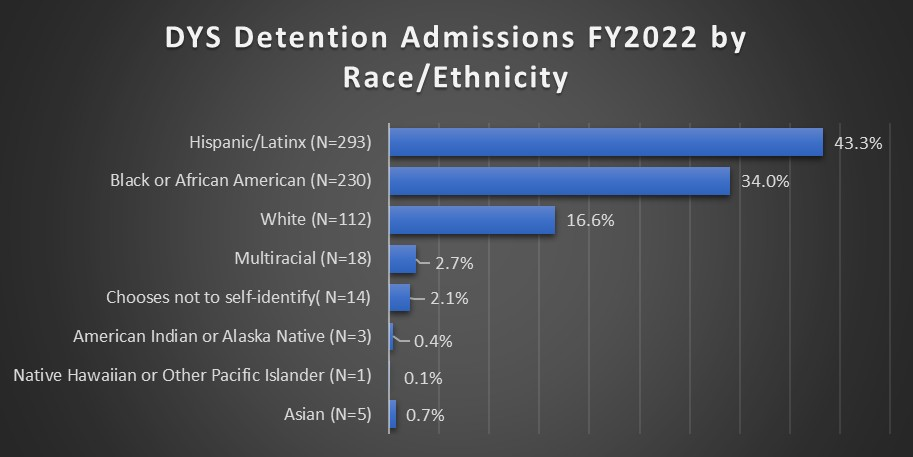 DYS Detention Admissions FY2022 by
Race/Ethnicity
Hispanic/Latinx (N=293) 43.3%
Black or African American (N=230) 34.0%
White (N=112) 16.6%
Multiracial (N=18) 2.7%
Chooses not to self-identify( N=14) 2.1%
American Indian or Alaska Native (N=3) 0.4%
Native Hawaiian or Other Pacific Islander (N=1) 0.1%
Asian (N=5) 0.7%